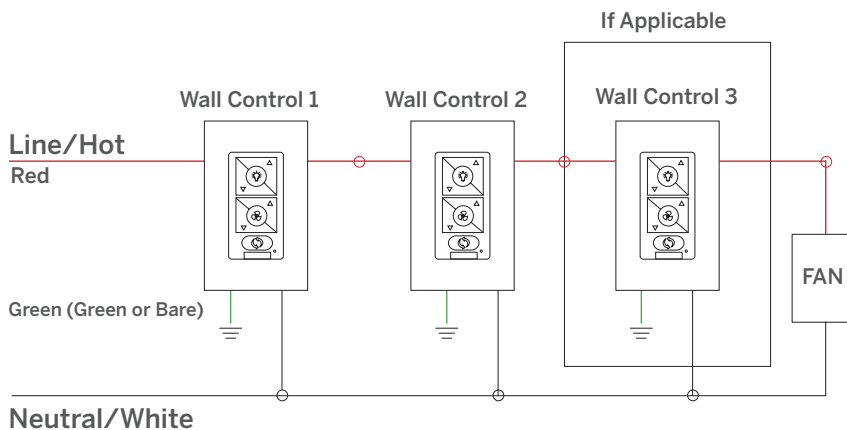 If Applicable
Wall Control 1
Wall Control 2
Wall Control 3
Line/Hot
Red
FAN
Green (Green or Bare)
Neutral/White